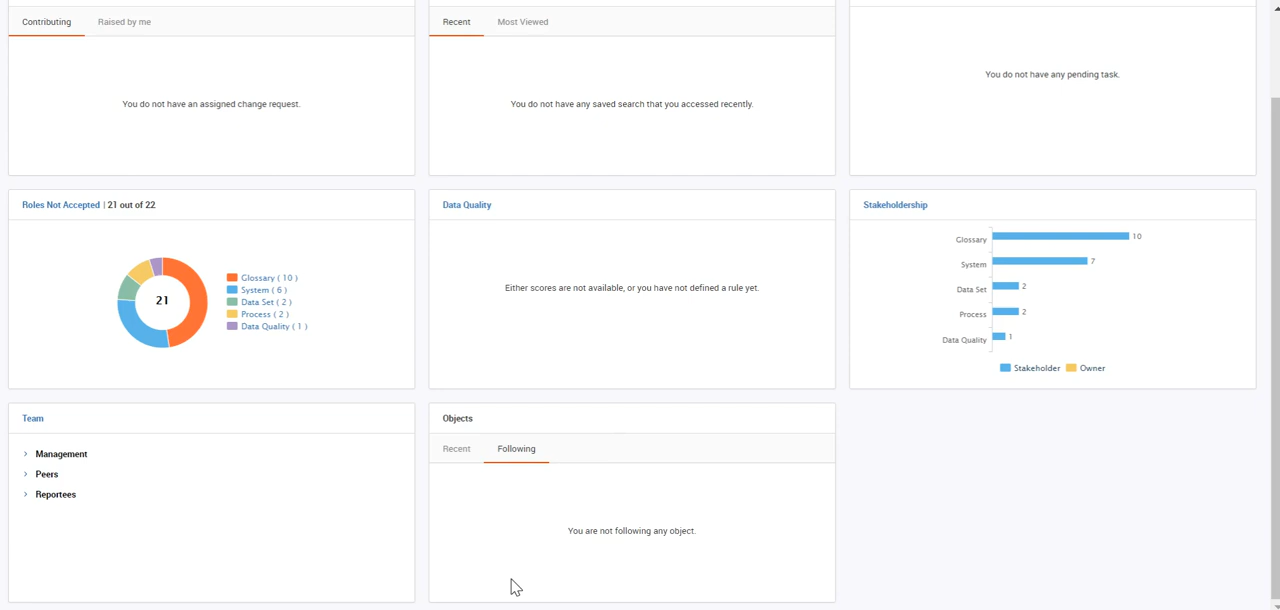 Contributing Raised by me
You do not have an assigned change request.
Recent Most Viewed
You do not have any saved search that you accessed recently.
You do not have any pending task.
Roles Not Accepted | 21 out of 22
21
Glossary ( 10 )
System ( 6 )
Data Set ( 2 )
Process ( 2 )
Data Quality ( 1 )
Data Quality
Either scores are not available, or you have not defined a rule yet.
Stakeholdership
Glossary 10
System 7
Data Set 2
Process 2
Data Quality 1
Stakeholder Owner
Team
Management
Peers
Reportees
Objects
Recent Following
You are not following any object.